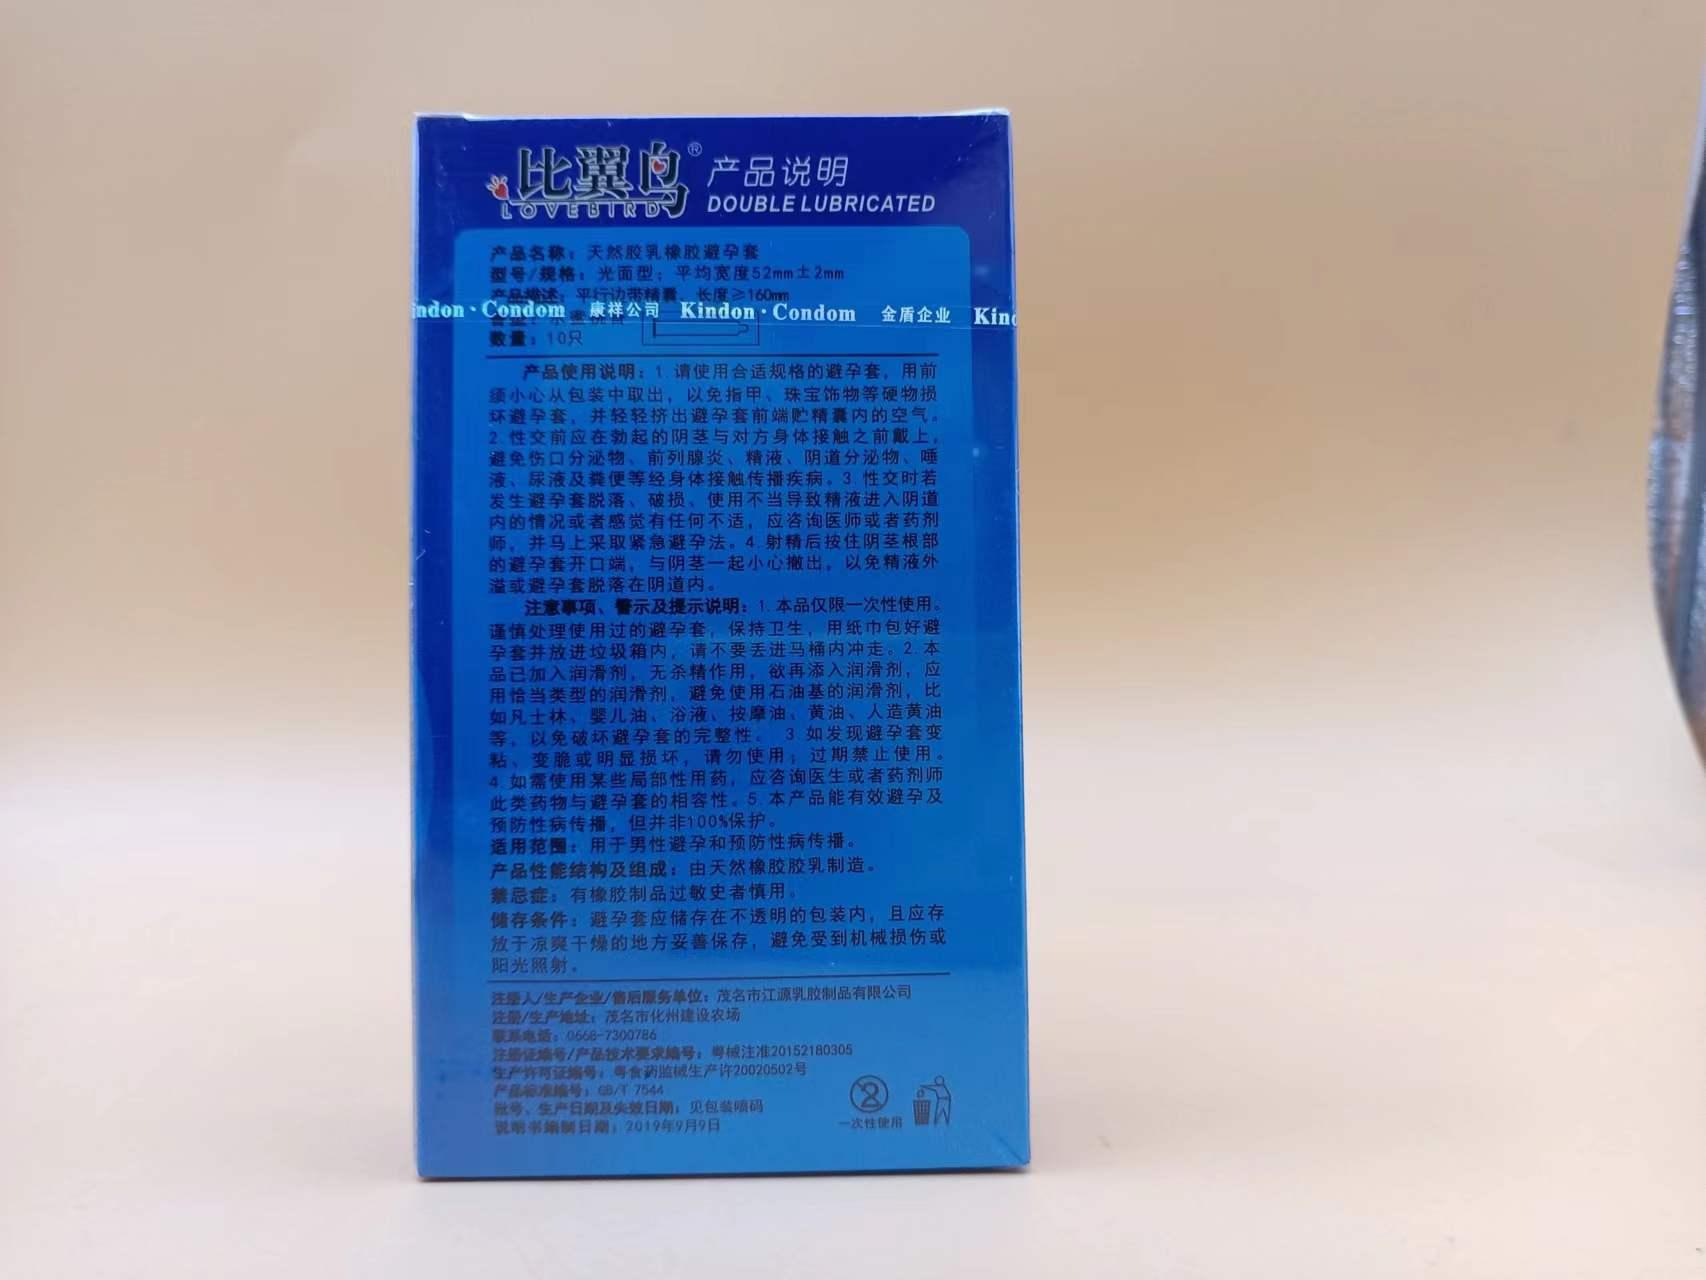 比翼鸟® 产品说明
LOVEBIRD DOUBLE LUBRICATED
产品名称：天然胶乳橡胶避孕套
型号/规格：光面型；平均宽度52mm±2mm
产品描述：平行边带精囊、长度≥160mm
Kindon·Condom 康祥公司 Kindon·Condom 金盾企业
数量：10只
产品使用说明：1.请使用合适规格的避孕套，用前
须小心从包装中取出，以免指甲、珠宝饰物等硬物损
坏避孕套，并轻轻挤出避孕套前端贮精囊内的空气。
2.性交前应在勃起的阴茎与对方身体接触之前戴上，
避免伤口分泌物、前列腺炎、精液、阴道分泌物、唾
液、尿液及粪便等经身体接触传播疾病。3.性交时若
发生避孕套脱落、破损、使用不当导致精液进入阴道
内的情况或者感觉有任何不适，应咨询医师或者药剂
师，并马上采取紧急避孕法。4.射精后按住阴茎根部
的避孕套开口端，与阴茎一起小心撤出，以免精液外
溢或避孕套脱落在阴道内。
注意事项、警示及提示说明：1.本品仅限一次性使用。
谨慎处理使用过的避孕套，保持卫生，用纸巾包好避
孕套并放进垃圾箱内，请不要丢进马桶内冲走。2.本
品已加入润滑剂，无杀精作用，欲再添入润滑剂，应
用恰当类型的润滑剂，避免使用石油基的润滑剂，比
如凡士林、婴儿油、浴液、按摩油、黄油、人造黄油
等，以免破坏避孕套的完整性。 3.如发现避孕套变
粘、变脆或明显损坏，请勿使用；过期禁止使用。
4.如需使用某些局部性用药，应咨询医生或者药剂师
此类药物与避孕套的相容性。5.本产品能有效避孕及
预防性病传播，但并非100%保护。
适用范围：用于男性避孕和预防性病传播。
产品性能结构及组成：由天然橡胶胶乳制造。
禁忌症：有橡胶制品过敏史者慎用。
储存条件：避孕套应储存在不透明的包装内，且应存
放于凉爽干燥的地方妥善保存，避免受到机械损伤或
阳光照射。
注册人/生产企业/售后服务单位：茂名市江源乳胶制品有限公司
注册/生产地址：茂名市化州建设农场
联系电话：0668-7300786
注册证编号/产品技术要求编号：粤械注准20152180305
生产许可证编号：粤食药监械生产许20020502号
产品标准编号：GB/T 7544
批号、生产日期及失效日期：见包装喷码
说明书编制日期：2019年9月9日
2
一次性使用